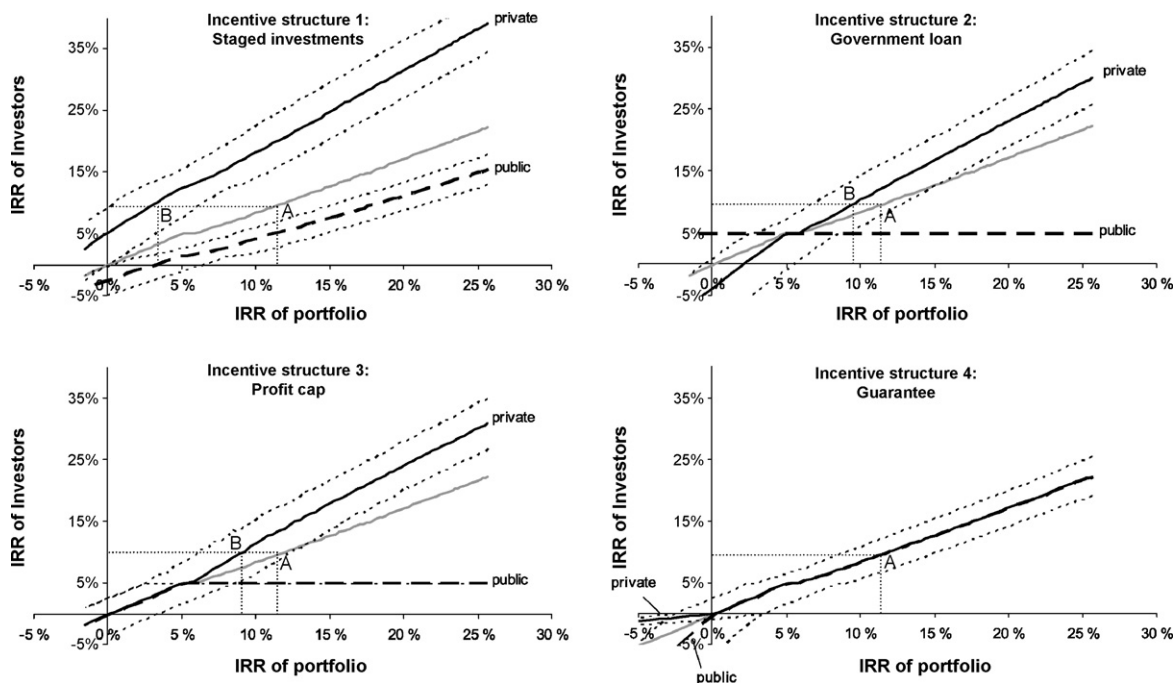 Incentive structure 1:
Staged investments
private
35%
25%
15%
5%
-5%
IRR of Investors
B
A
public
-5 %
0 %
5 %
10 %
15 %
20 %
25 %
30 %
IRR of portfolio
Incentive structure 2:
Government loan
private
35%
25%
15%
5%
-5%
IRR of Investors
B
A
public
-5 %
0 %
5 %
10 %
15 %
20 %
25 %
30 %
IRR of portfolio
Incentive structure 3:
Profit cap
private
35%
25%
15%
5%
-5%
IRR of Investors
B
A
public
-5 %
0 %
5 %
10 %
15 %
20 %
25 %
30 %
IRR of portfolio
Incentive structure 4:
Guarantee
35%
25%
15%
5%
-5%
IRR of Investors
A
private
-5 %
0 %
5 %
10 %
15 %
20 %
25 %
30 %
public
IRR of portfolio